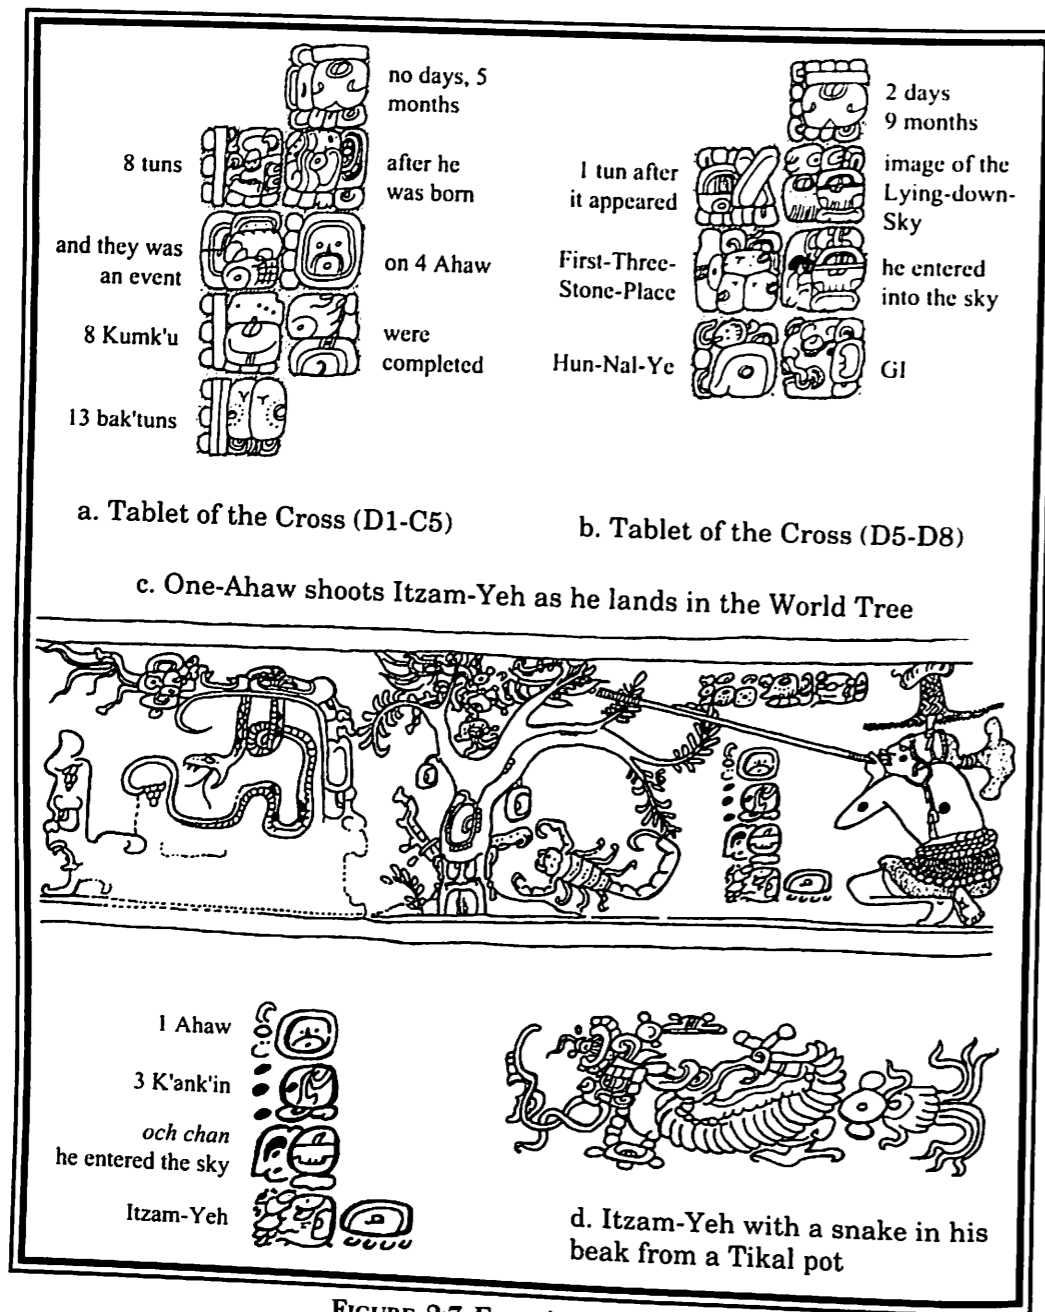 no days, 5
months
8 tuns
after he
was born
and they was
an event
on 4 Ahaw
8 Kumk'u
were
completed
13 bak'tuns
a. Tablet of the Cross (D1-C5)
2 days
9 months
1 tun after
it appeared
image of the
Lying-down-
Sky
First-Three-
Stone-Place
he entered
into the sky
Hun-Nal-Ye
GI
b. Tablet of the Cross (D5-D8)
c. One-Ahaw shoots Itzam-Yeh as he lands in the World Tree
1 Ahaw
3 K'ank'in
och chan
he entered the sky
Itzam-Yeh
d. Itzam-Yeh with a snake in his
beak from a Tikal pot
FIGURE 2:7